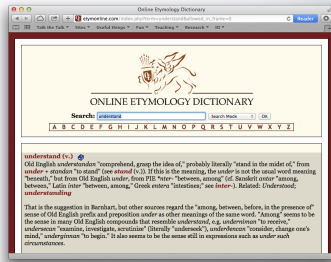 Online Etymology Dictionary
etymonline.com/index.php?term=understand&allowed_in_frame=0
Reader
Talk the Talk Sites Useful Things Fun Teaching Research
ONLINE ETYMOLOGY DICTIONARY
Search: understand Search Mode OK
A B C D E F G H I J K L M N O P Q R S T U V W X Y Z
understand (v.)
Old English understandan "comprehend, grasp the idea of," probably literally "stand in the midst of," from
under + standan "to stand" (see stand (v.)). If this is the meaning, the under is not the usual word meaning
"beneath," but from Old English under, from PIE *nter- "between, among" (cf. Sanskrit antar "among,
between," Latin inter "between, among," Greek entera "intestines;" see inter-). Related: Understood;
understanding
That is the suggestion in Barnhart, but other sources regard the "among, between, before, in the presence of"
sense of Old English prefix and preposition under as other meanings of the same word. "Among" seems to be
the sense in many Old English compounds that resemble understand, e.g. underniman "to receive,"
undersecan "examine, investigate, scrutinize" (literally "underseek"), underðencan "consider, change one's
mind," underginnan "to begin." It also seems to be the sense still in expressions such as under such
circumstances.